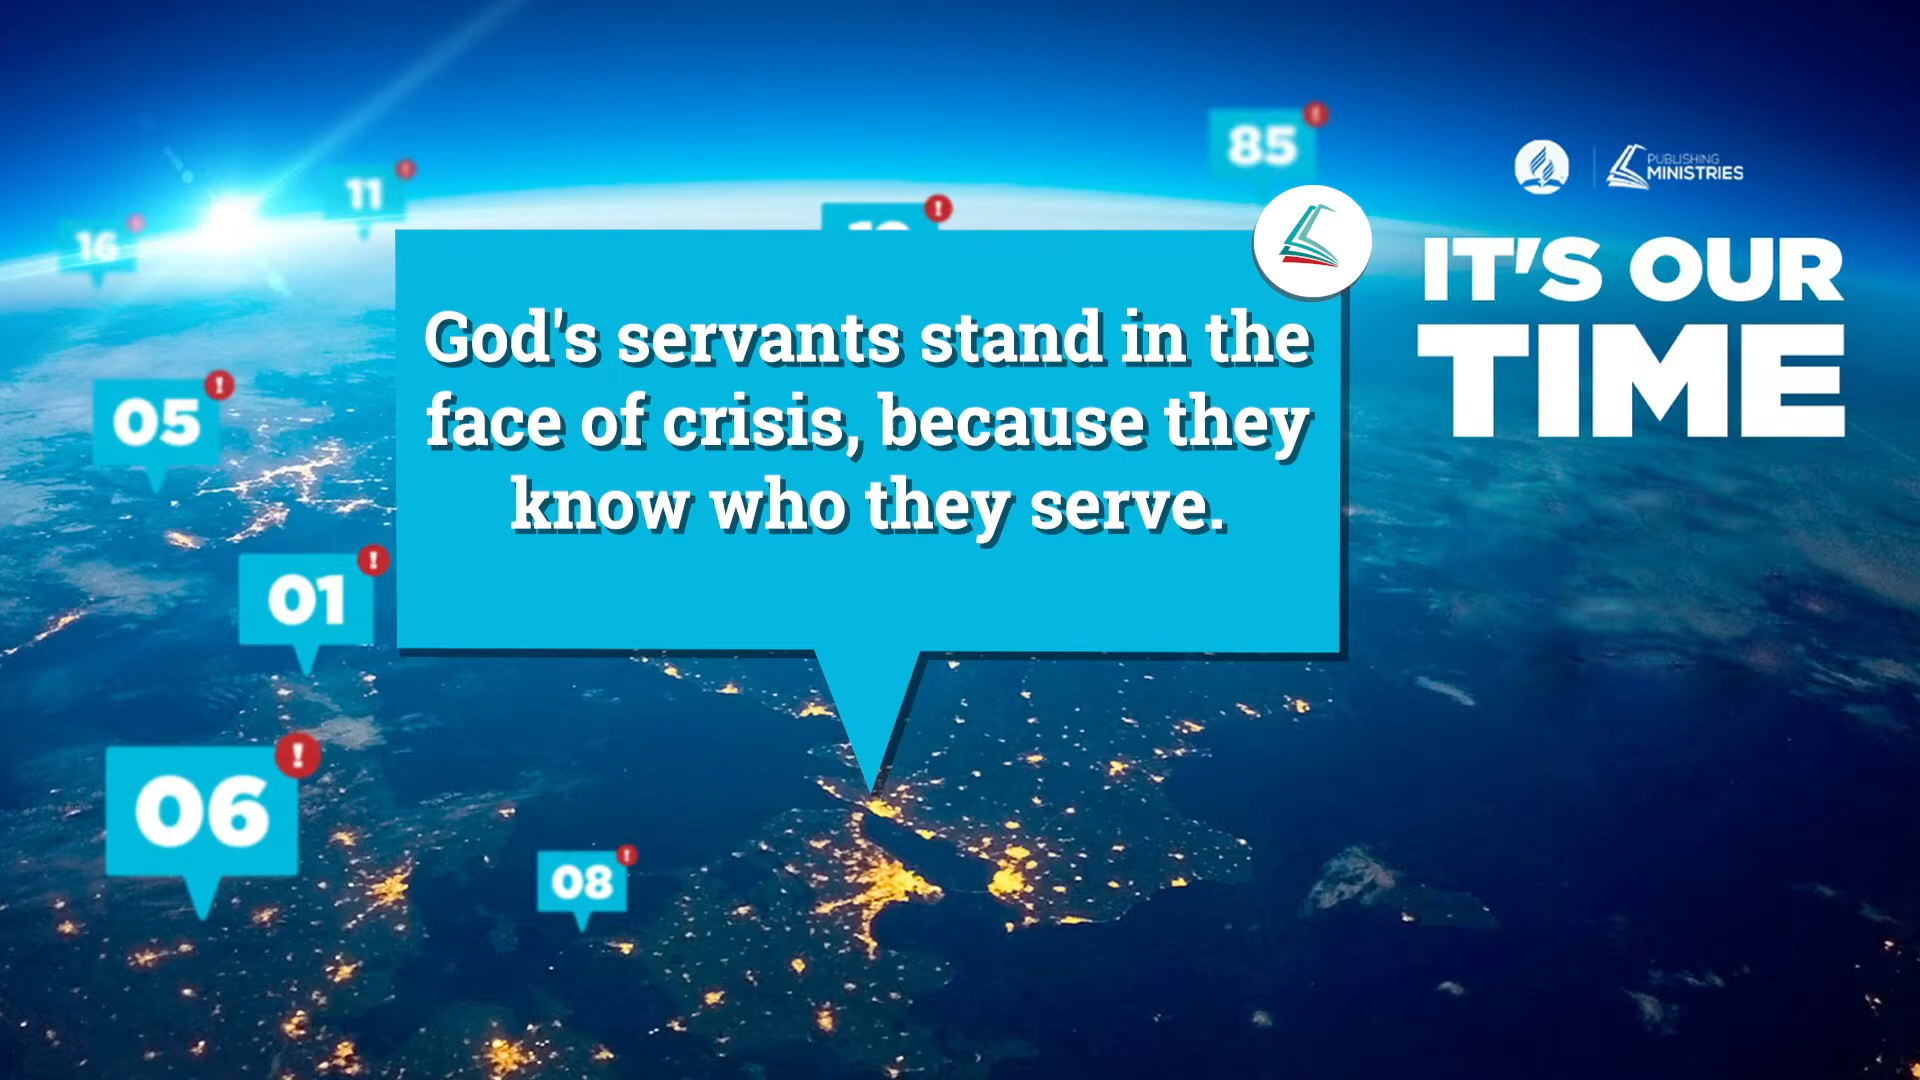 85
11
16
PUBLISHING
MINISTRIES
IT'S OUR
TIME
God's servants stand in the
face of crisis, because they
know who they serve.
05
01
06
08